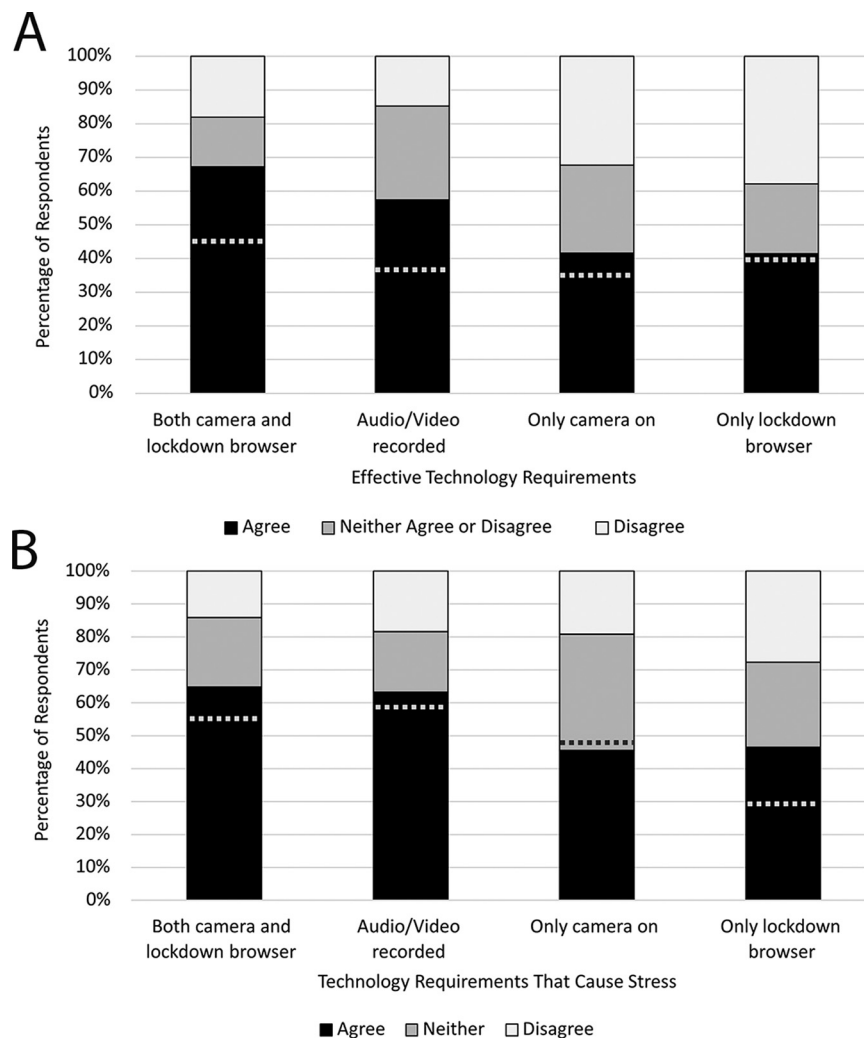 A
100%
90%
80%
70%
60%
50%
40%
30%
20%
10%
0%
Percentage of Respondents
Both camera and
lockdown browser
Audio/Video
recorded
Only camera on
Only lockdown
browser
Effective Technology Requirements
Agree Neither Agree or Disagree Disagree
B
100%
90%
80%
70%
60%
50%
40%
30%
20%
10%
0%
Percentage of Respondents
Both camera and
lockdown browser
Audio/Video
recorded
Only camera on
Only lockdown
browser
Technology Requirements That Cause Stress
Agree Neither Disagree